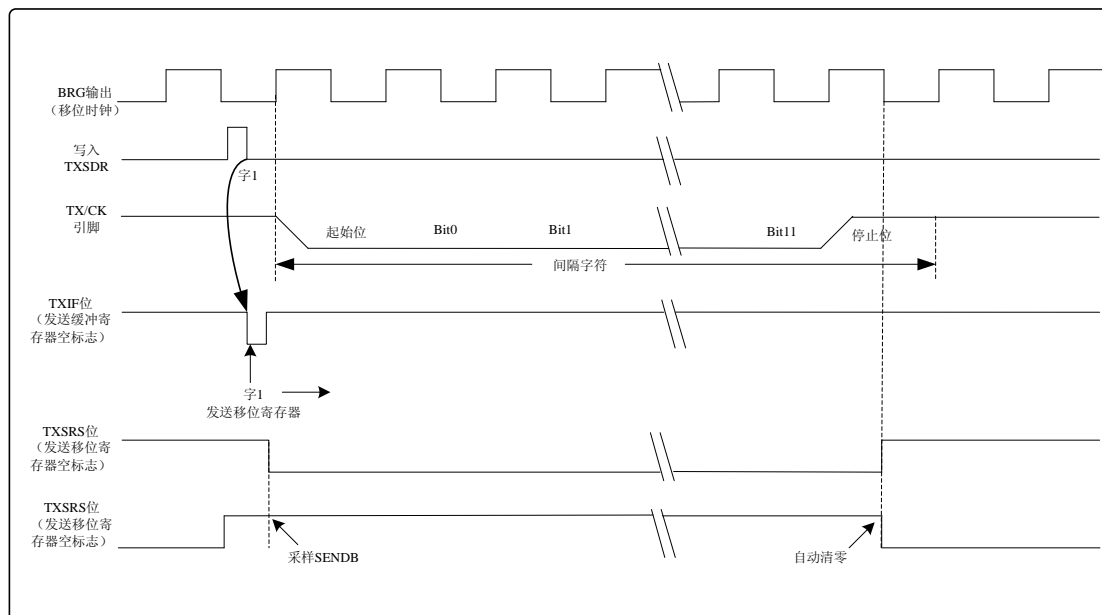 BRG输出
（移位时钟）
写入
TXSDR
字1
TX/CK
引脚
起始位
Bit0
Bit1
Bit11
停止位
间隔字符
TXIF位
（发送缓冲寄
存器空标志）
字1
发送移位寄存器
TXSRS位
（发送移位寄
存器空标志）
TXSRS位
（发送移位寄
存器空标志）
采样SENDB
自动清零